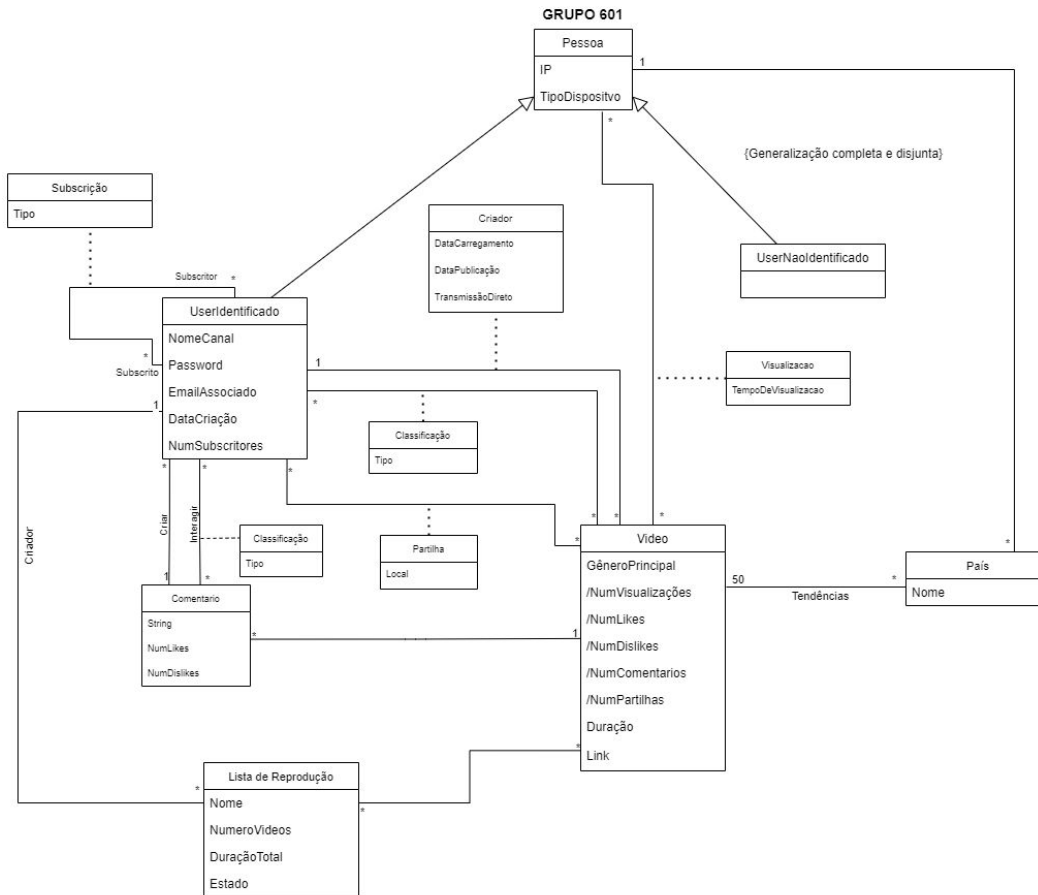 GRUPO 601
Pessoa
IP
TipoDispositvo
1
*
{Generalização completa e disjunta}
Subscrição
Tipo
Criador
DataCarregamento
DataPublicação
TransmissãoDireto
UserNaoIdentificado
Subscritor
*
UserIdentificado
NomeCanal
Password
EmailAssociado
DataCriação
NumSubscritores
*
Subscrito
1
*
1
Visualizacao
TempoDeVisualizacao
Classificação
Tipo
*
*
*
Criar
Interagir
Criador
Classificação
Tipo
Partilha
Local
1
*
*
*
*
*
Video
GêneroPrincipal
/NumVisualizações
/NumLikes
/NumDislikes
/NumComentarios
/NumPartilhas
Duração
Link
50
*
Tendências
*
País
Nome
Comentario
String
NumLikes
NumDislikes
*
1
*
*
*
Lista de Reprodução
Nome
NumeroVideos
DuraçãoTotal
Estado